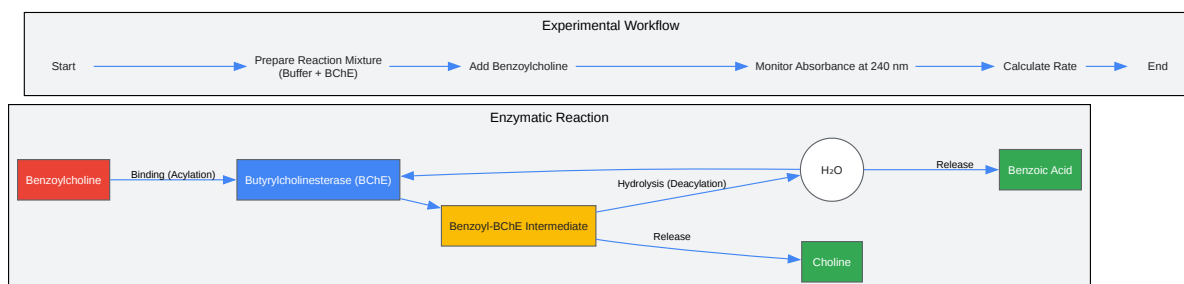 Experimental Workflow
Start
Prepare Reaction Mixture
(Buffer + BChE)
Add Benzoylcholine
Monitor Absorbance at 240 nm
Calculate Rate
End
Enzymatic Reaction
Benzoylcholine
Binding (Acylation)
Butyrylcholinesterase (BChE)
Benzoyl-BChE Intermediate
Hydrolysis (Deacylation)
H₂O
Release
Benzoic Acid
Release
Choline